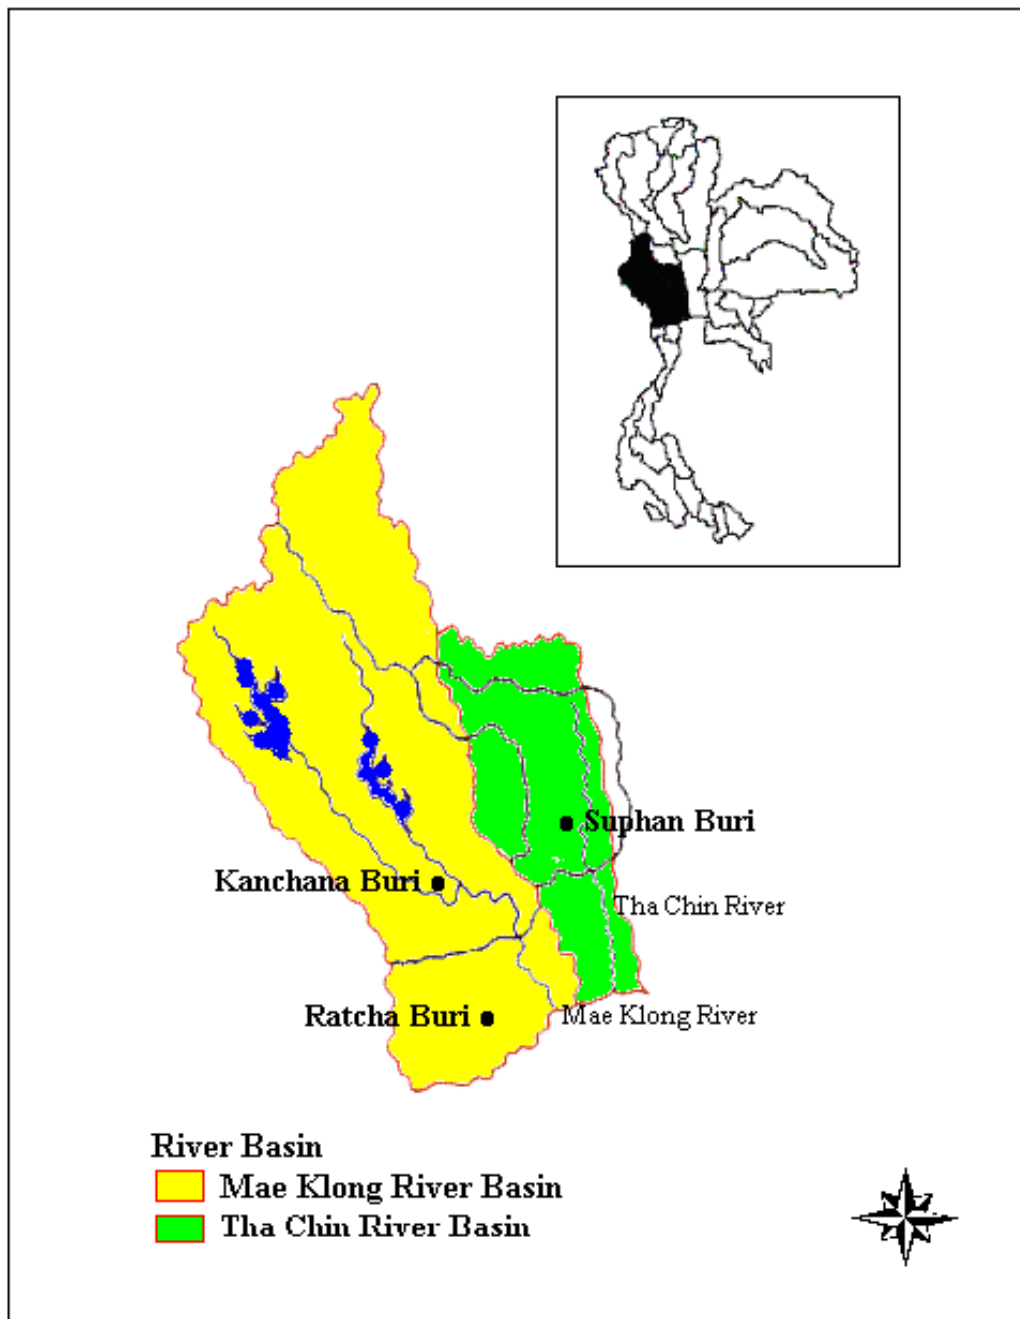 Suphan Buri
Kanchana Buri
Tha Chin River
Ratcha Buri
Mae Klong River
River Basin
Mae Klong River Basin
Tha Chin River Basin